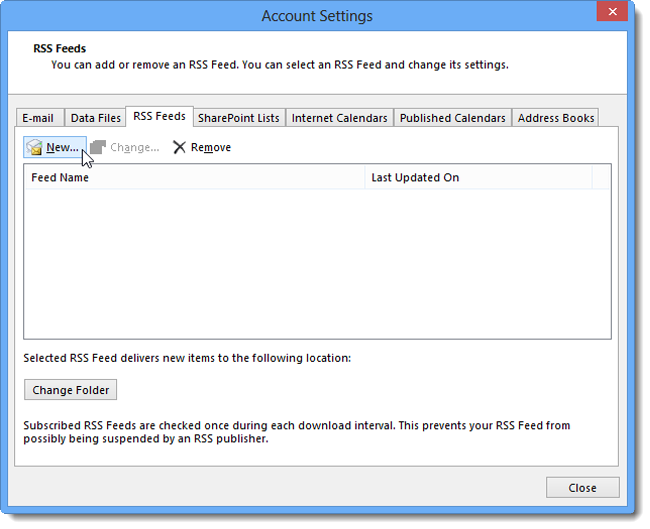 Account Settings
RSS Feeds
You can add or remove an RSS Feed. You can select an RSS Feed and change its settings.
E-mail Data Files RSS Feeds SharePoint Lists Internet Calendars Published Calendars Address Books
New... Change... Remove
Feed Name Last Updated On
Selected RSS Feed delivers new items to the following location:
Change Folder
Subscribed RSS Feeds are checked once during each download interval. This prevents your RSS Feed from
possibly being suspended by an RSS publisher.
Close